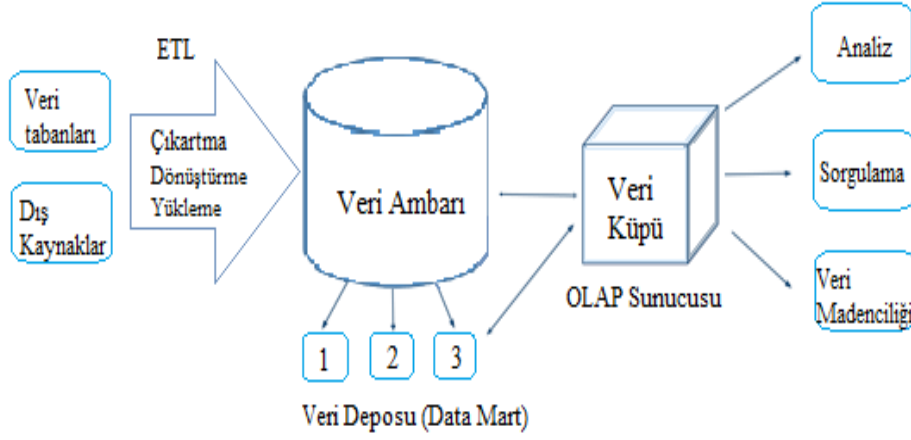 ETL
Veri
tabanları
Dış
Kaynaklar
Çıkartma
Dönüştürme
Yükleme
Veri Ambarı
1
2
3
Veri Deposu (Data Mart)
Veri
Küpü
OLAP Sunucusu
Analiz
Sorgulama
Veri
Madenciliği